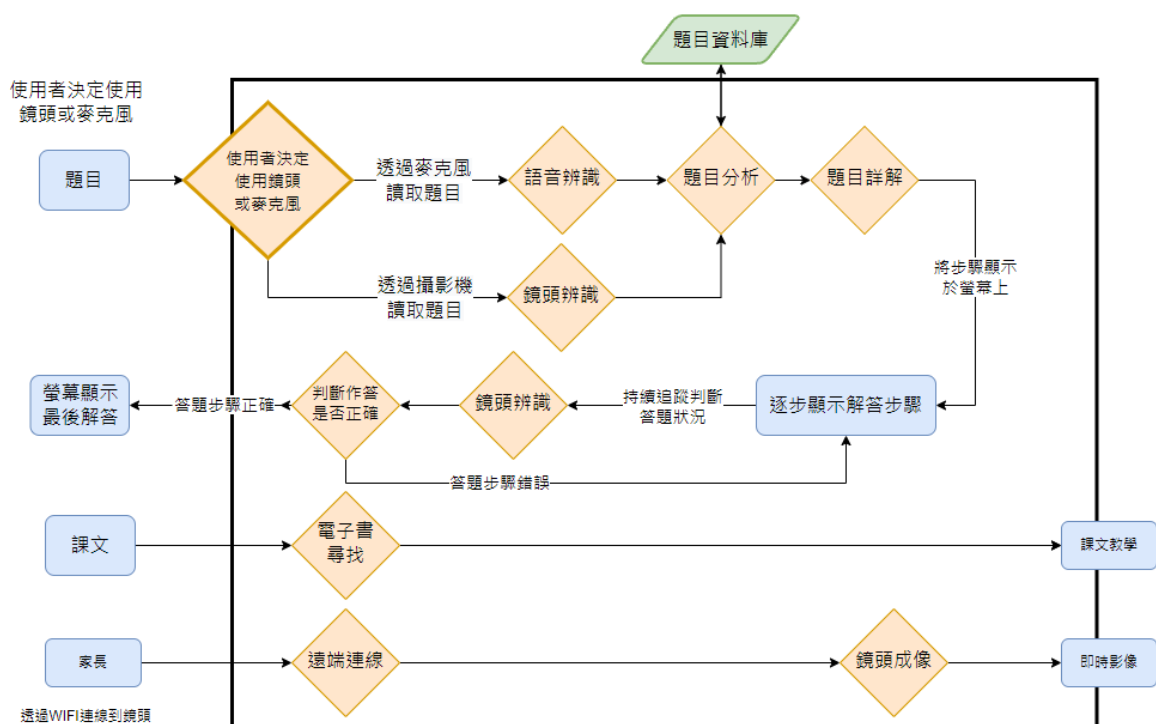 題目資料庫
使用者決定使用
鏡頭或麥克風
題目
使用者決定
使用鏡頭
或麥克風
透過麥克風
讀取題目
語音辨識
題目分析
題目詳解
透過攝影機
讀取題目
鏡頭辨識
將步驟顯示
於螢幕上
螢幕顯示
最後解答
答題步驟正確
判斷作答
是否正確
鏡頭辨識
持續追蹤判斷
答題狀況
逐步顯示解答步驟
答題步驟錯誤
課文
電子書
尋找
課文教學
家長
遠端連線
鏡頭成像
即時影像
透過WIFI連線到鏡頭